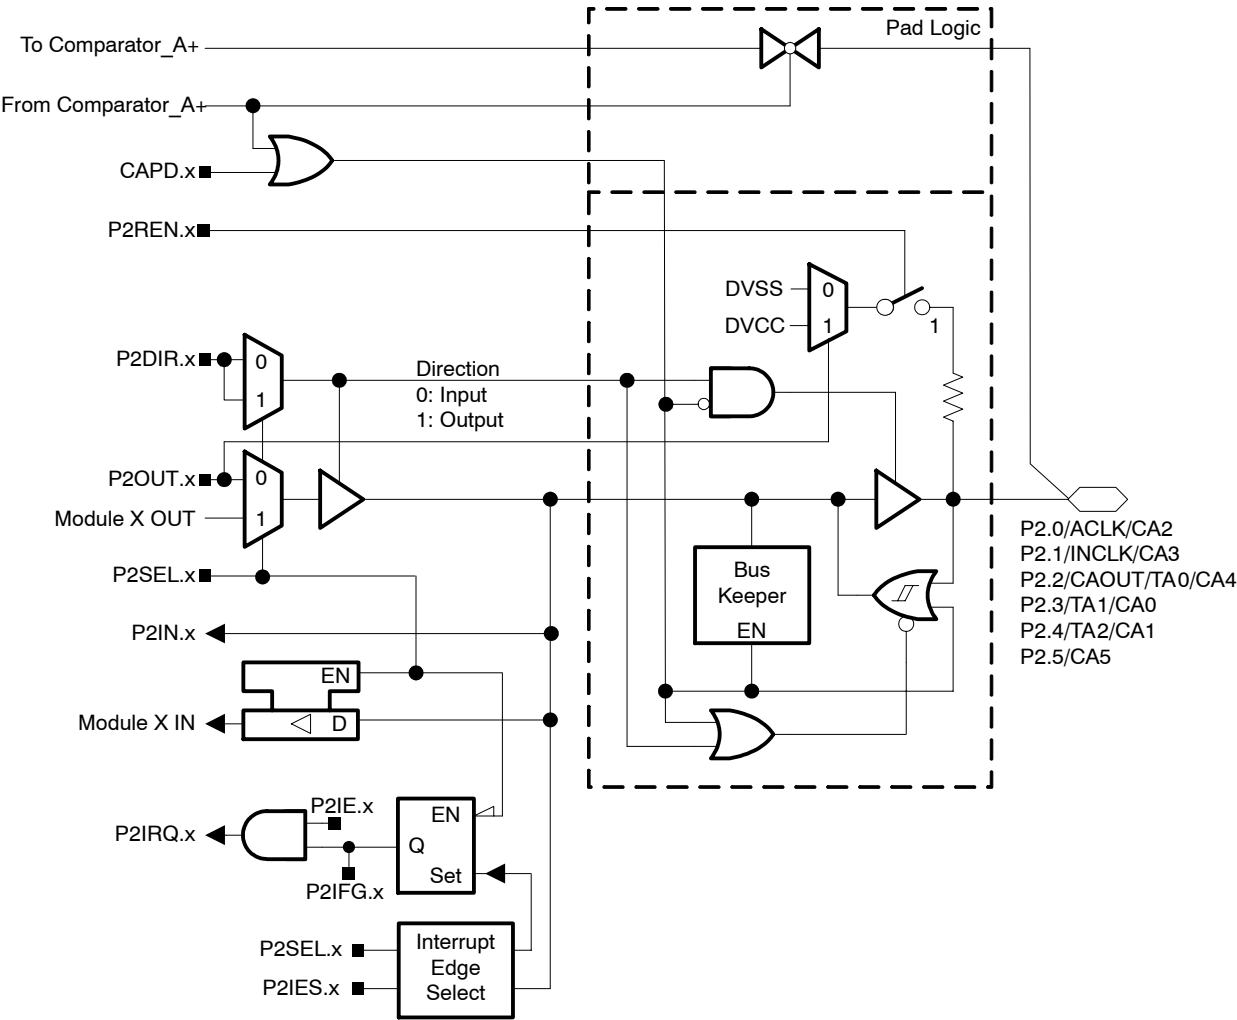 Pad Logic
To Comparator_A+
From Comparator_A+
CAPD.x
P2REN.x
DVSS
0
DVCC
1
1
P2DIR.x
0
1
Direction
0: Input
1: Output
P2OUT.x
0
Module X OUT
1
P2SEL.x
Bus
Keeper
EN
P2.0/ACLK/CA2
P2.1/INCLK/CA3
P2.2/CAOUT/TA0/CA4
P2.3/TA1/CA0
P2.4/TA2/CA1
P2.5/CA5
P2IN.x
EN
Module X IN
D
P2IE.x
P2IRQ.x
EN
Q
Set
P2IFG.x
P2SEL.x
P2IES.x
Interrupt
Edge
Select